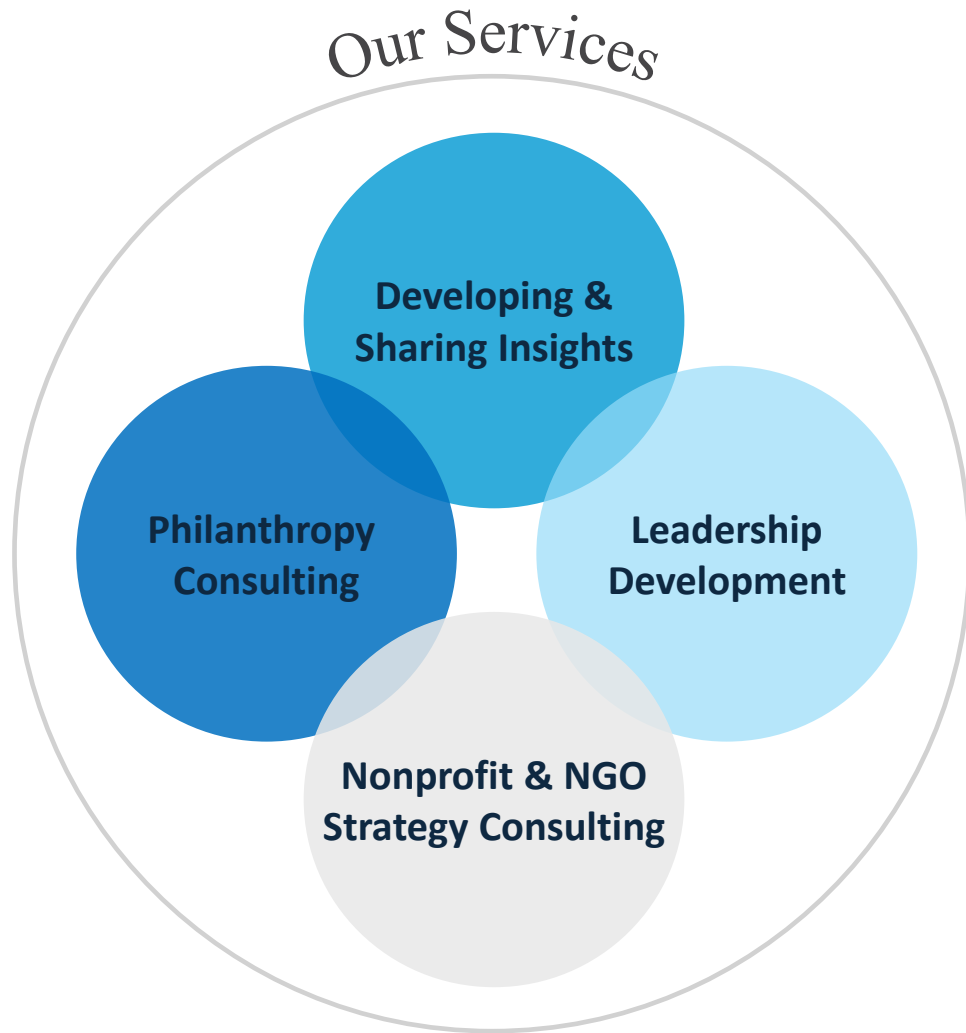 Our Services
Developing &
Sharing Insights
Philanthropy
Consulting
Leadership
Development
Nonprofit & NGO
Strategy Consulting